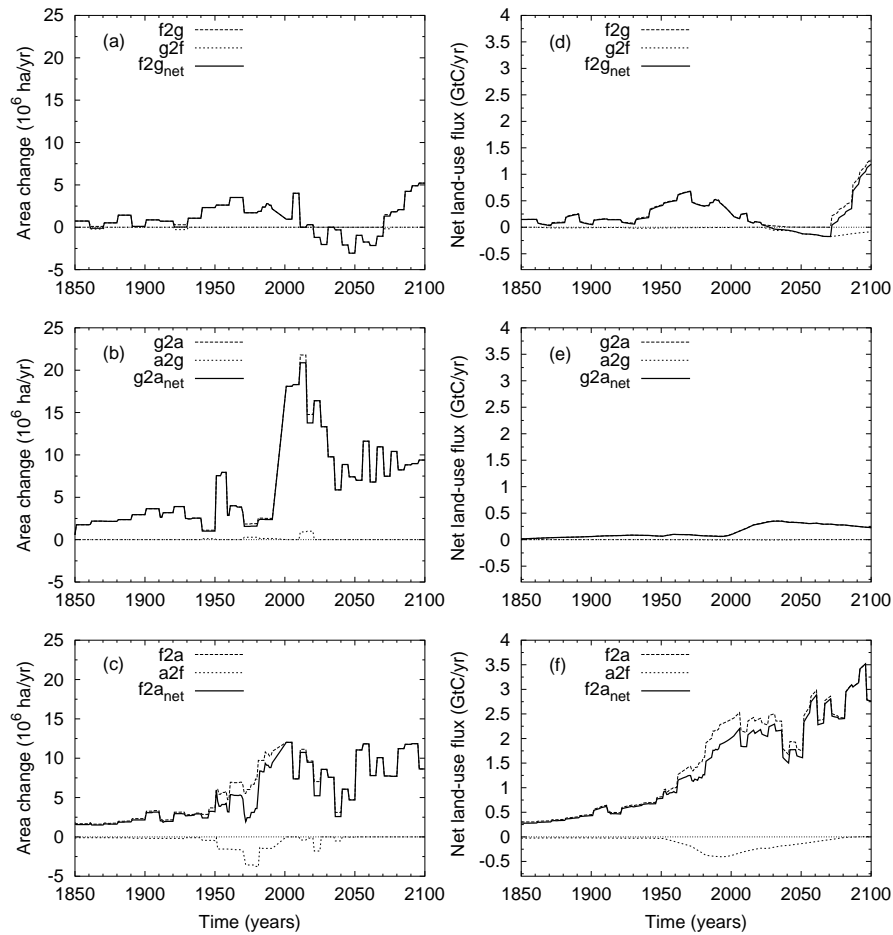 (a)
f2g
g2f
f2g_net
Area change (10^6 ha/yr)
25
20
15
10
5
0
-5
1850 1900 1950 2000 2050 2100
(d)
f2g
g2f
f2g_net
Net land-use flux (GtC/yr)
4
3.5
3
2.5
2
1.5
1
0.5
0
-0.5
1850 1900 1950 2000 2050 2100
(b)
g2a
a2g
g2a_net
Area change (10^6 ha/yr)
25
20
15
10
5
0
-5
1850 1900 1950 2000 2050 2100
(e)
g2a
a2g
g2a_net
Net land-use flux (GtC/yr)
4
3.5
3
2.5
2
1.5
1
0.5
0
-0.5
1850 1900 1950 2000 2050 2100
(c)
f2a
a2f
f2a_net
Area change (10^6 ha/yr)
25
20
15
10
5
0
-5
1850 1900 1950 2000 2050 2100
Time (years)
(f)
f2a
a2f
f2a_net
Net land-use flux (GtC/yr)
4
3.5
3
2.5
2
1.5
1
0.5
0
-0.5
1850 1900 1950 2000 2050 2100
Time (years)